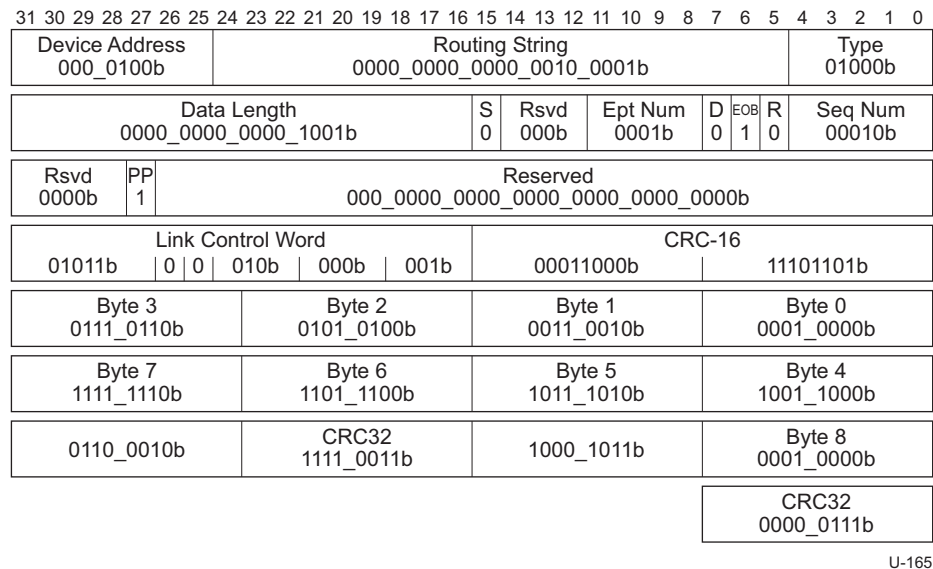 31 30 29 28 27 26 25 24 23 22 21 20 19 18 17 16 15 14 13 12 11 10 9 8 7 6 5 4 3 2 1 0
Device Address Routing String Type
000_0100b 0000_0000_0000_0010_0001b 01000b
Data Length S Rsvd Ept Num D EOB R Seq Num
0000_0000_0000_1001b 0 000b 0001b 0 1 0 00010b
Rsvd PP Reserved
0000b 1 000_0000_0000_0000_0000_0000_0000b
Link Control Word CRC-16
01011b 0 0 010b 000b 001b 00011000b 11101101b
Byte 3 Byte 2 Byte 1 Byte 0
0111_0110b 0101_0100b 0011_0010b 0001_0000b
Byte 7 Byte 6 Byte 5 Byte 4
1111_1110b 1101_1100b 1011_1010b 1001_1000b
0110_0010b CRC32 1000_1011b Byte 8
1111_0011b 0001_0000b
CRC32
0000_0111b
U-165